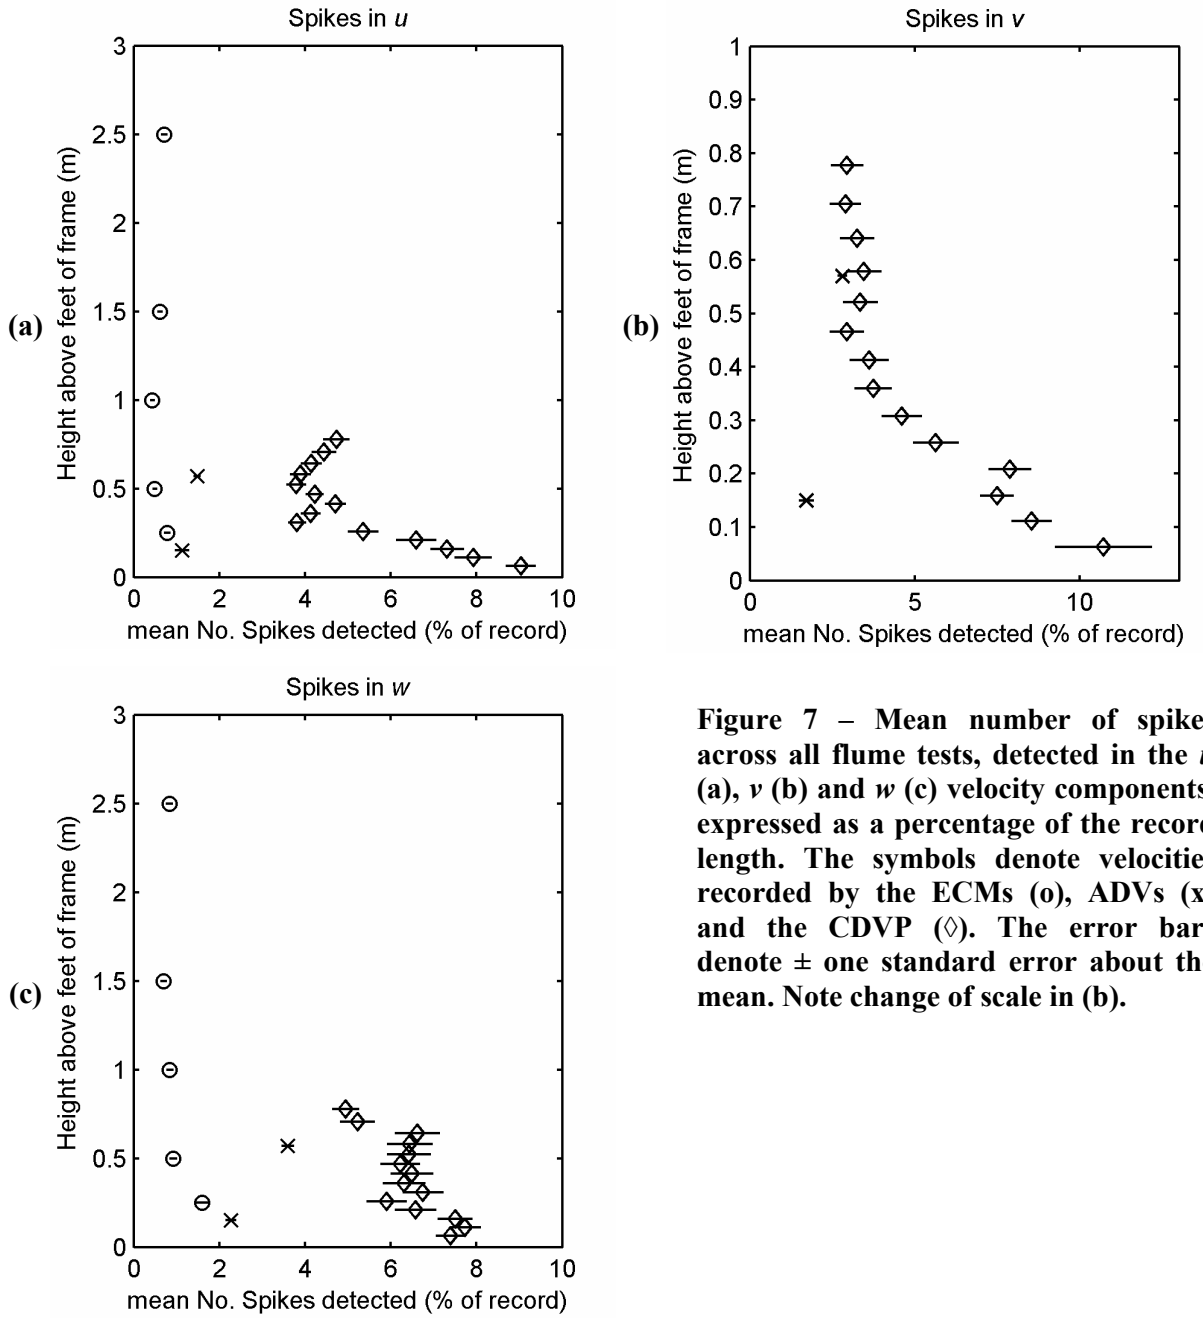 Spikes in u
3
2.5
2
1.5
1
0.5
0
0 2 4 6 8 10
Height above feet of frame (m)
mean No. Spikes detected (% of record)
(a)
Spikes in v
1
0.9
0.8
0.7
0.6
0.5
0.4
0.3
0.2
0.1
0
0 5 10
Height above feet of frame (m)
mean No. Spikes detected (% of record)
(b)
Spikes in w
3
2.5
2
1.5
1
0.5
0
0 2 4 6 8 10
Height above feet of frame (m)
mean No. Spikes detected (% of record)
(c)
Figure 7 – Mean number of spike
across all flume tests, detected in the
(a), v (b) and w (c) velocity components
expressed as a percentage of the recor
length. The symbols denote velocitie
recorded by the ECMs (o), ADVs (x
and the CDVP (◊). The error bar
denote ± one standard error about th
mean. Note change of scale in (b).